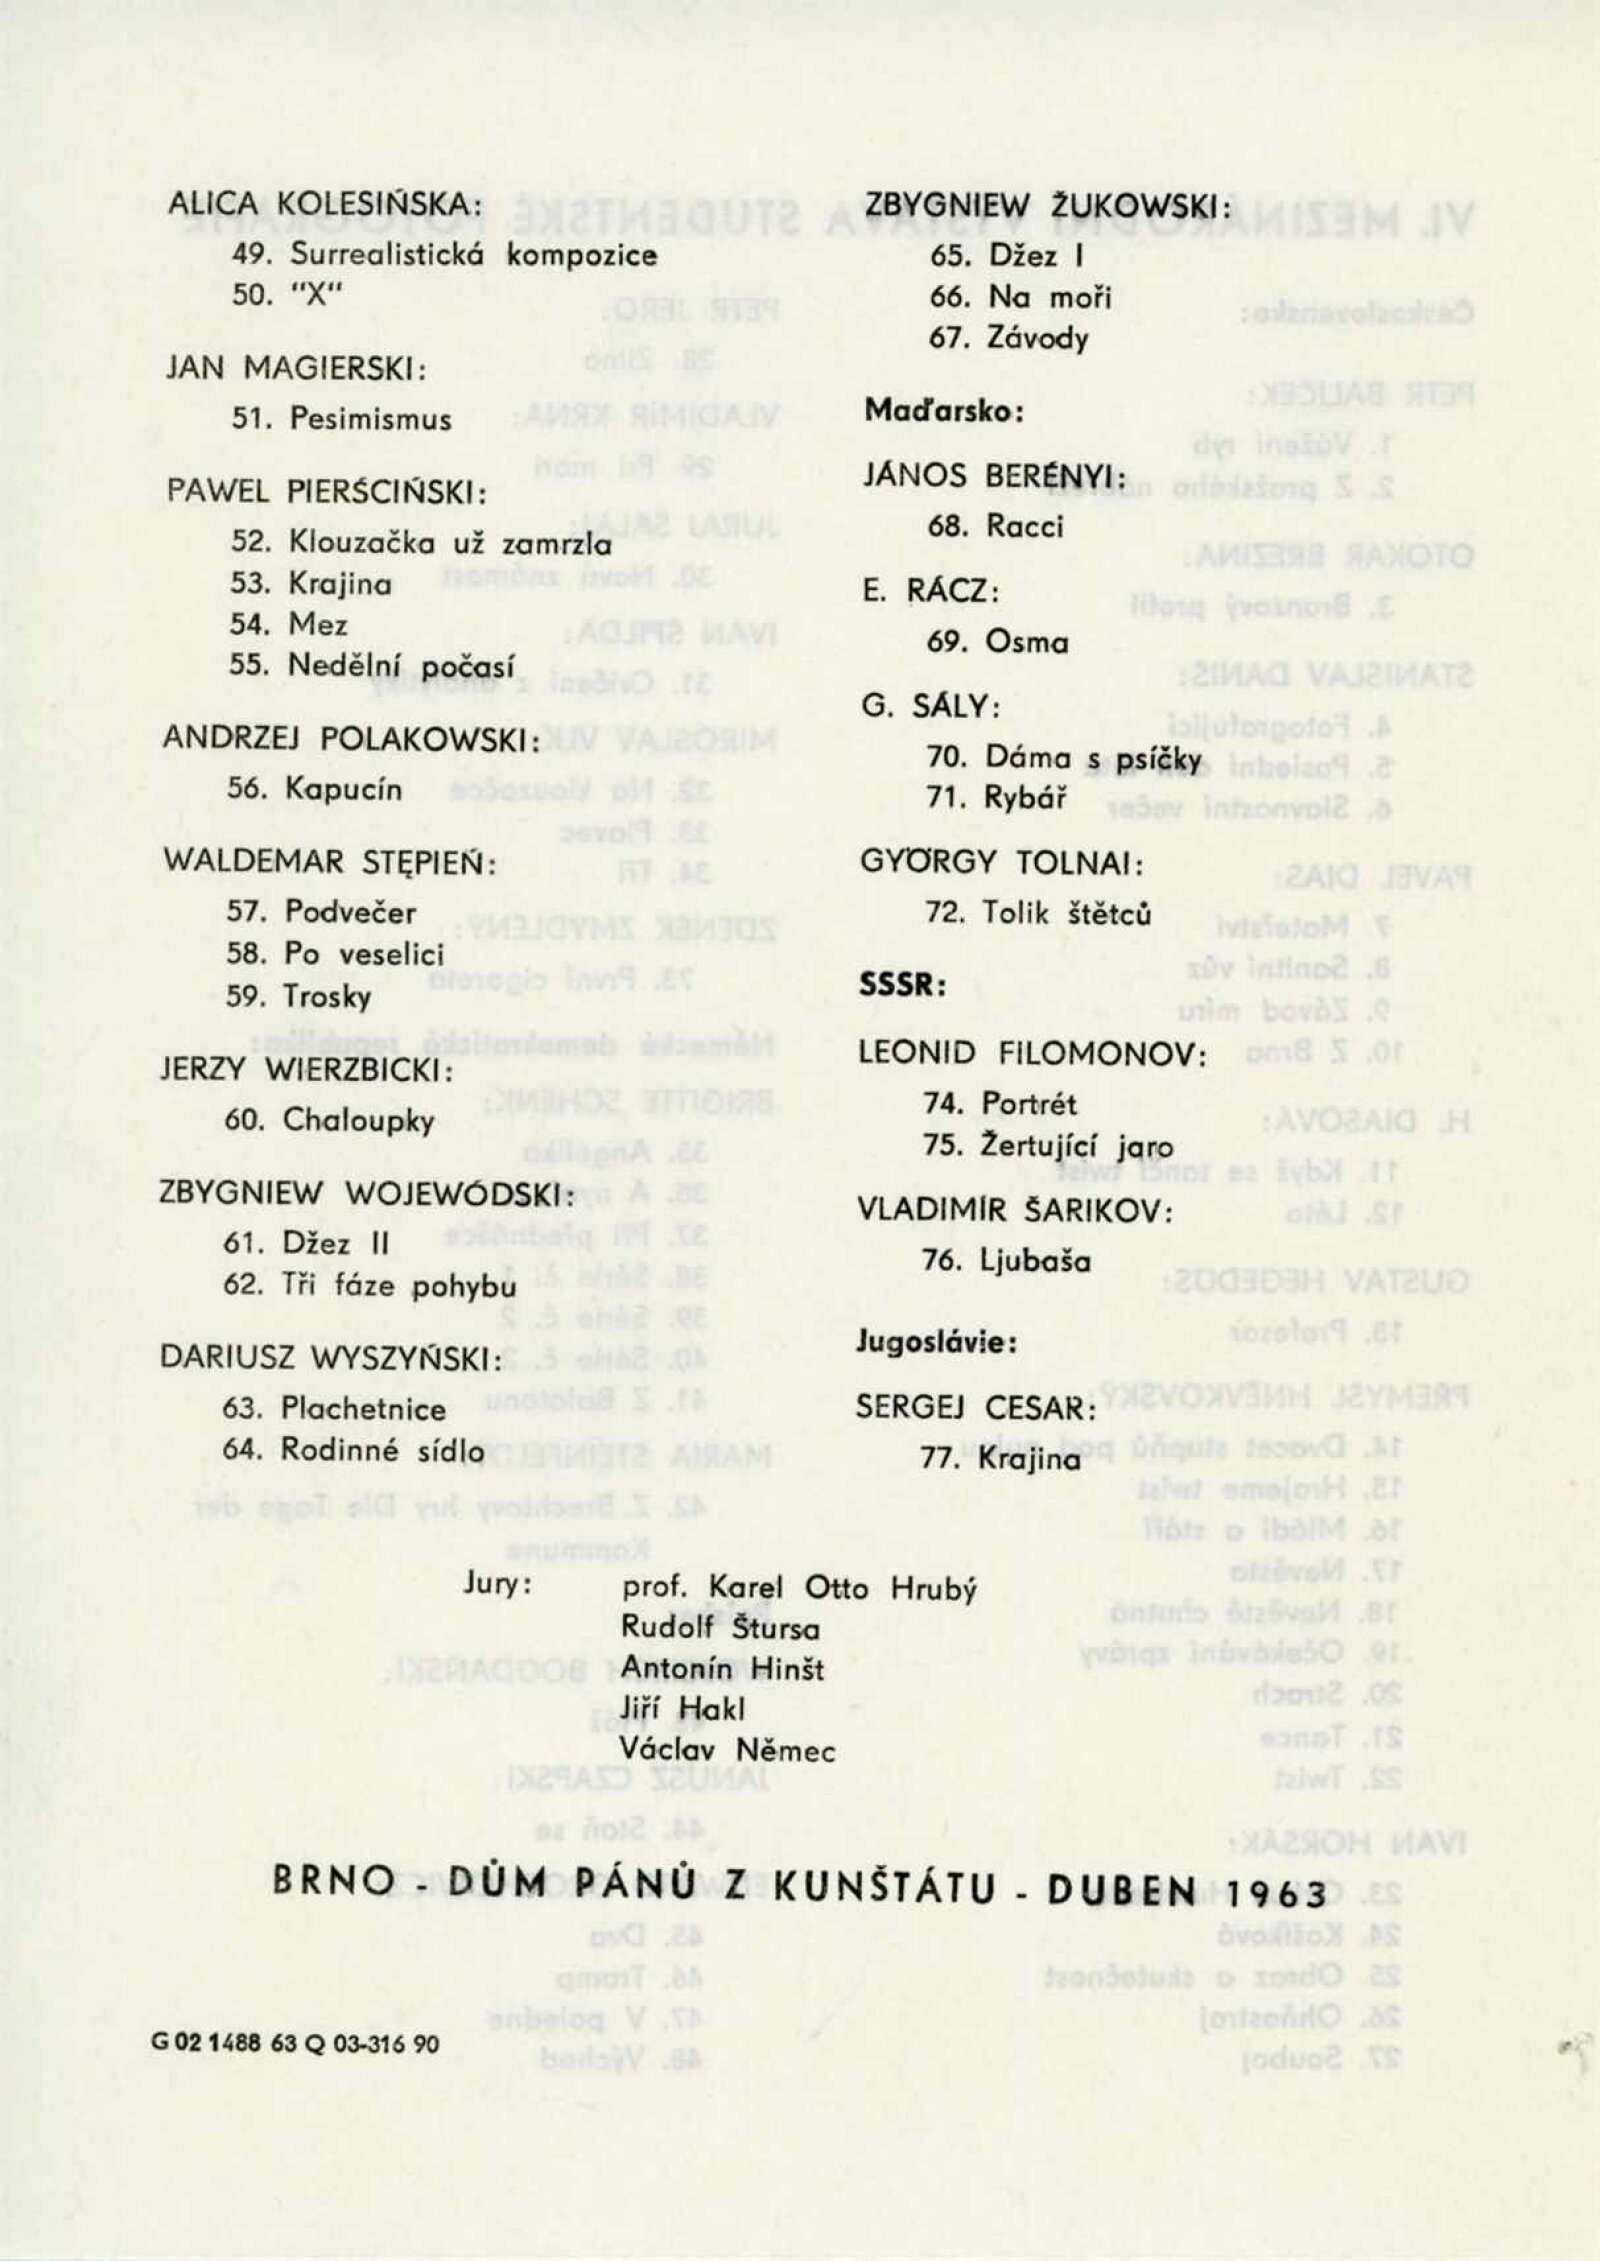 ALICA KOLESIŃSKA:
49. Surrealistická kompozice
50. "X"
JAN MAGIERSKI:
51. Pesimismus
PAWEL PIERŚCIŃSKI:
52. Klouzačka už zamrzla
53. Krajina
54. Mez
55. Nedělní počasí
ANDRZEJ POLAKOWSKI:
56. Kapucín
WALDEMAR STĘPIEŃ:
57. Podvečer
58. Po veselici
59. Trosky
JERZY WIERZBICKI:
60. Chaloupky
ZBYGNIEW WOJEWÓDSKI:
61. Džez II
62. Tři fáze pohybu
DARIUSZ WYSZYŃSKI:
63. Plachetnice
64. Rodinné sídlo
ZBYGNIEW ŽUKOWSKI:
65. Džez I
66. Na moři
67. Závody
Maďarsko:
JÁNOS BERÉNYI:
68. Racci
E. RÁCZ:
69. Osma
G. SÁLY:
70. Dáma s psíčky
71. Rybář
GYÖRGY TOLNAI:
72. Tolik štětců
SSSR:
LEONID FILOMONOV:
74. Portrét
75. Žertující jaro
VLADIMÍR ŠARIKOV:
76. Ljubaša
Jugoslávie:
SERGEJ CESAR:
77. Krajina
Jury: prof. Karel Otto Hrubý
Rudolf Štursa
Antonín Hinšt
Jiří Hakl
Václav Němec
BRNO - DŮM PÁNŮ Z KUNŠTÁTU - DUBEN 1963
G 02 1488 63 Q 03-316 90